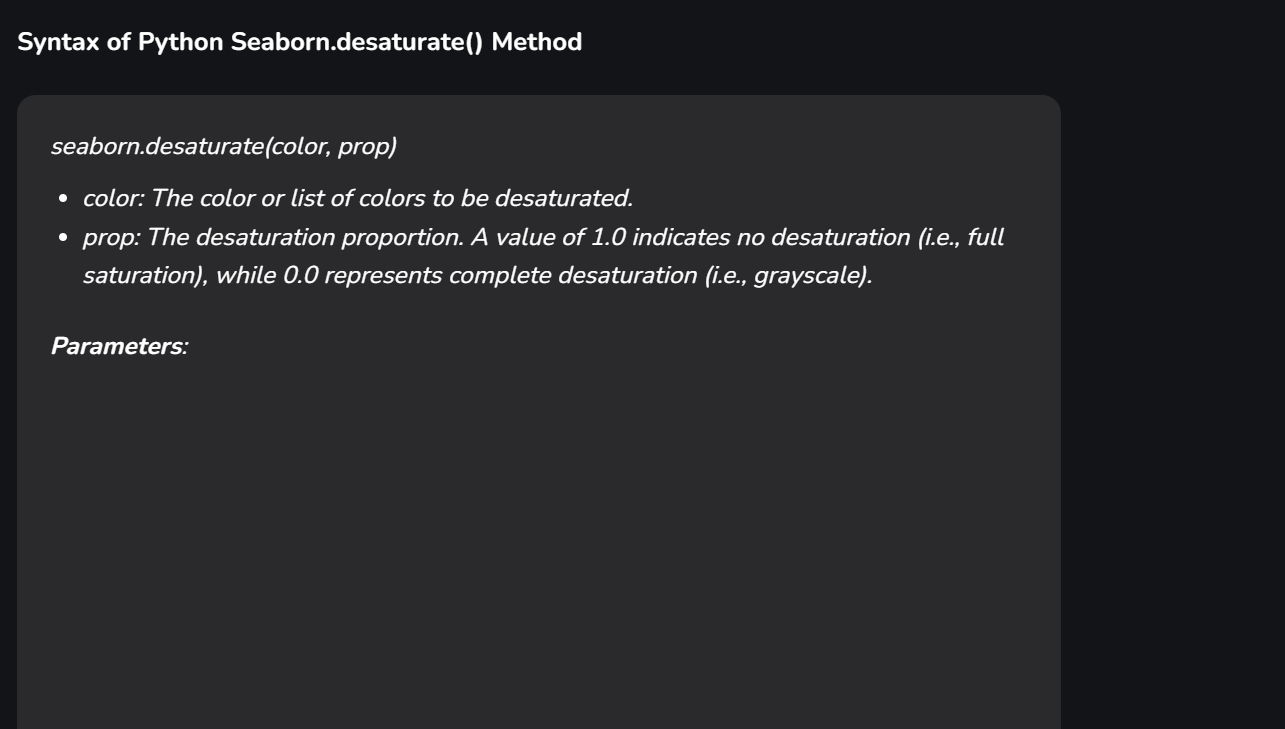 Syntax of Python Seaborn.desaturate() Method
seaborn.desaturate(color, prop)
• color: The color or list of colors to be desaturated.
• prop: The desaturation proportion. A value of 1.0 indicates no desaturation (i.e., full
saturation), while 0.0 represents complete desaturation (i.e., grayscale).
Parameters: